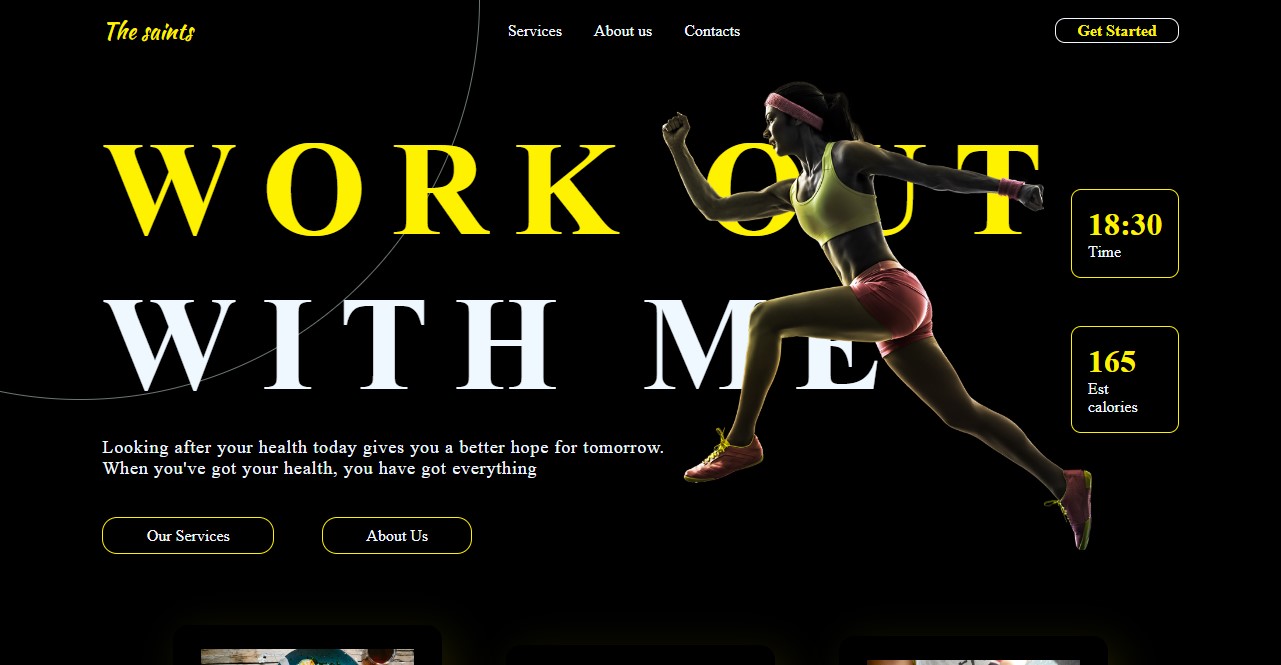 The saints
Services
About us
Contacts
Get Started
WORK OUT
WITH ME
18:30
Time
165
Est
calories
Looking after your health today gives you a better hope for tomorrow.
When you've got your health, you have got everything
Our Services
About Us